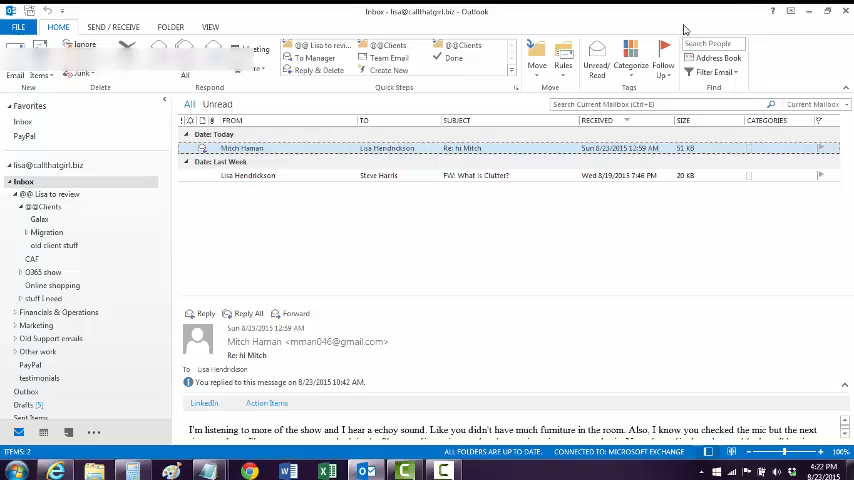 Inbox - lisa@callthatgirl.biz - Outlook
FILE HOME SEND / RECEIVE FOLDER VIEW
Ignore Meeting @@ Lisa to revi... @@Clients @@Clients Search People
To Manager Team Email Done Address Book
Junk Reply & Delete Create New Filter Email
Email Items All Move Rules Unread/ Read Categorize Follow Up
Delete Respond Quick Steps Move Tags Find
Favorites
Inbox
PayPal
lisa@callthatgirl.biz
Inbox
@@ Lisa to review
@@Clients
Galax
Migration
old client stuff
CAF
O365 show
Online shopping
stuff I need
Financials & Operations
Marketing
Old Support emails
Other work
PayPal
testimonials
Outbox
Drafts [5]
Sent Items
All Unread
Search Current Mailbox (Ctrl+E) Current Mailbox
FROM TO SUBJECT RECEIVED SIZE CATEGORIES
Date: Today
Mitch Haman Lisa Hendrickson Re: hi Mitch Sun 8/23/2015 12:59 AM 51 KB
Date: Last Week
Lisa Hendrickson Steve Harris FW: What is Clutter? Wed 8/19/2015 7:46 PM 20 KB
Reply Reply All Forward
Sun 8/23/2015 12:59 AM
Mitch Haman <mman046@gmail.com>
Re: hi Mitch
To Lisa Hendrickson
You replied to this message on 8/23/2015 10:42 AM.
LinkedIn Action Items
I'm listening to more of the show and I hear a echoy sound. Like you didn't have much furniture in the room. Also, I know you checked the mic but the next
ITEMS: 2 ALL FOLDERS ARE UP TO DATE. CONNECTED TO: MICROSOFT EXCHANGE 100%
4:22 PM
8/23/2015